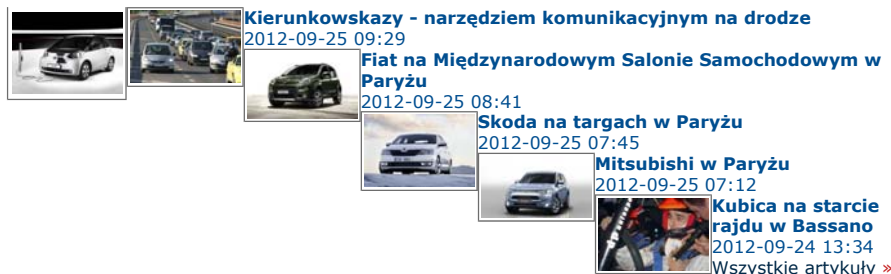 Kierunkowskazy - narzędziem komunikacyjnym na drodze
2012-09-25 09:29
Fiat na Międzynarodowym Salonie Samochodowym w
Paryżu
2012-09-25 08:41
Skoda na targach w Paryżu
2012-09-25 07:45
Mitsubishi w Paryżu
2012-09-25 07:12
Kubica na starcie
rajdu w Bassano
2012-09-24 13:34
Wszystkie artykuły »